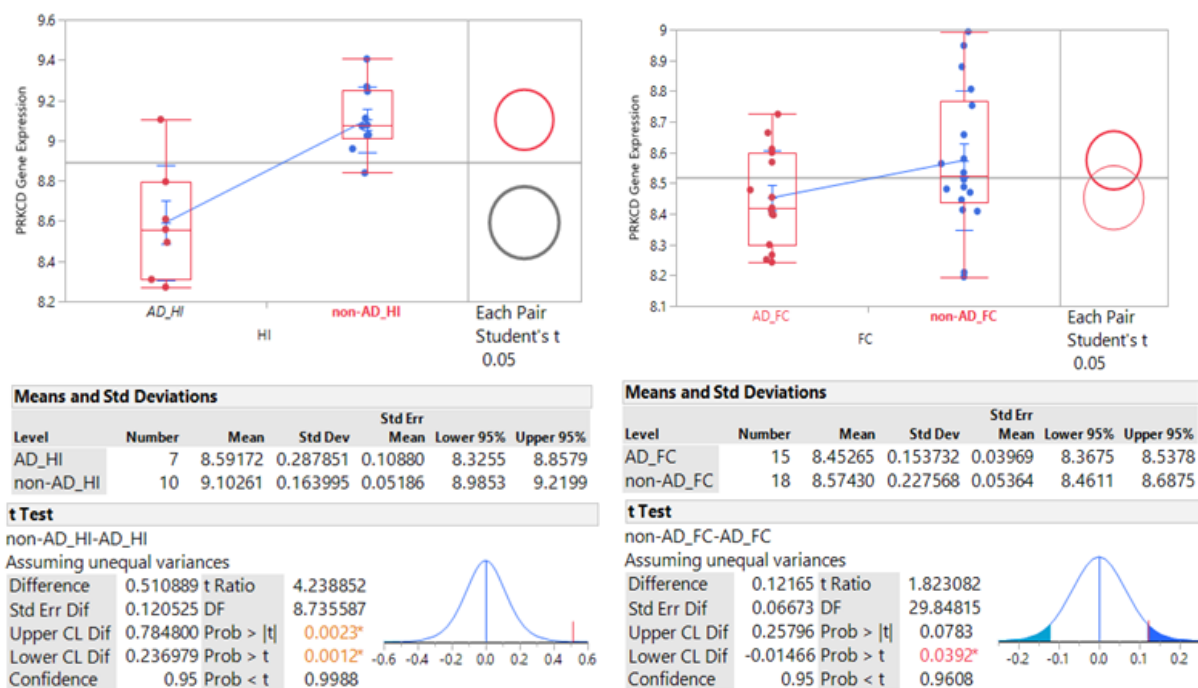 9.6
9.4
9.2
9
8.8
8.6
8.4
8.2
PRKCD Gene Expression
AD_HI
non-AD_HI
HI
Each Pair
Student's t
0.05
9
8.9
8.8
8.7
8.6
8.5
8.4
8.3
8.2
8.1
PRKCD Gene Expression
AD_FC
non-AD_FC
FC
Each Pair
Student's t
0.05
Means and Std Deviations
Std Err
Level Number Mean Std Dev Mean Lower 95% Upper 95%
AD_HI 7 8.59172 0.287851 0.10880 8.3255 8.8579
non-AD_HI 10 9.10261 0.163995 0.05186 8.9853 9.2199
t Test
non-AD_HI-AD_HI
Assuming unequal variances
Difference 0.510889 t Ratio 4.238852
Std Err Dif 0.120525 DF 8.735587
Upper CL Dif 0.784800 Prob > |t| 0.0023*
Lower CL Dif 0.236979 Prob > t 0.0012*
Confidence 0.95 Prob < t 0.9988
-0.6 -0.4 -0.2 0.0 0.2 0.4 0.6
Means and Std Deviations
Std Err
Level Number Mean Std Dev Mean Lower 95% Upper 95%
AD_FC 15 8.45265 0.153732 0.03969 8.3675 8.5378
non-AD_FC 18 8.57430 0.227568 0.05364 8.4611 8.6875
t Test
non-AD_FC-AD_FC
Assuming unequal variances
Difference 0.12165 t Ratio 1.823082
Std Err Dif 0.06673 DF 29.84815
Upper CL Dif 0.25796 Prob > |t| 0.0783
Lower CL Dif -0.01466 Prob > t 0.0392*
Confidence 0.95 Prob < t 0.9608
-0.2 -0.1 0.0 0.1 0.2